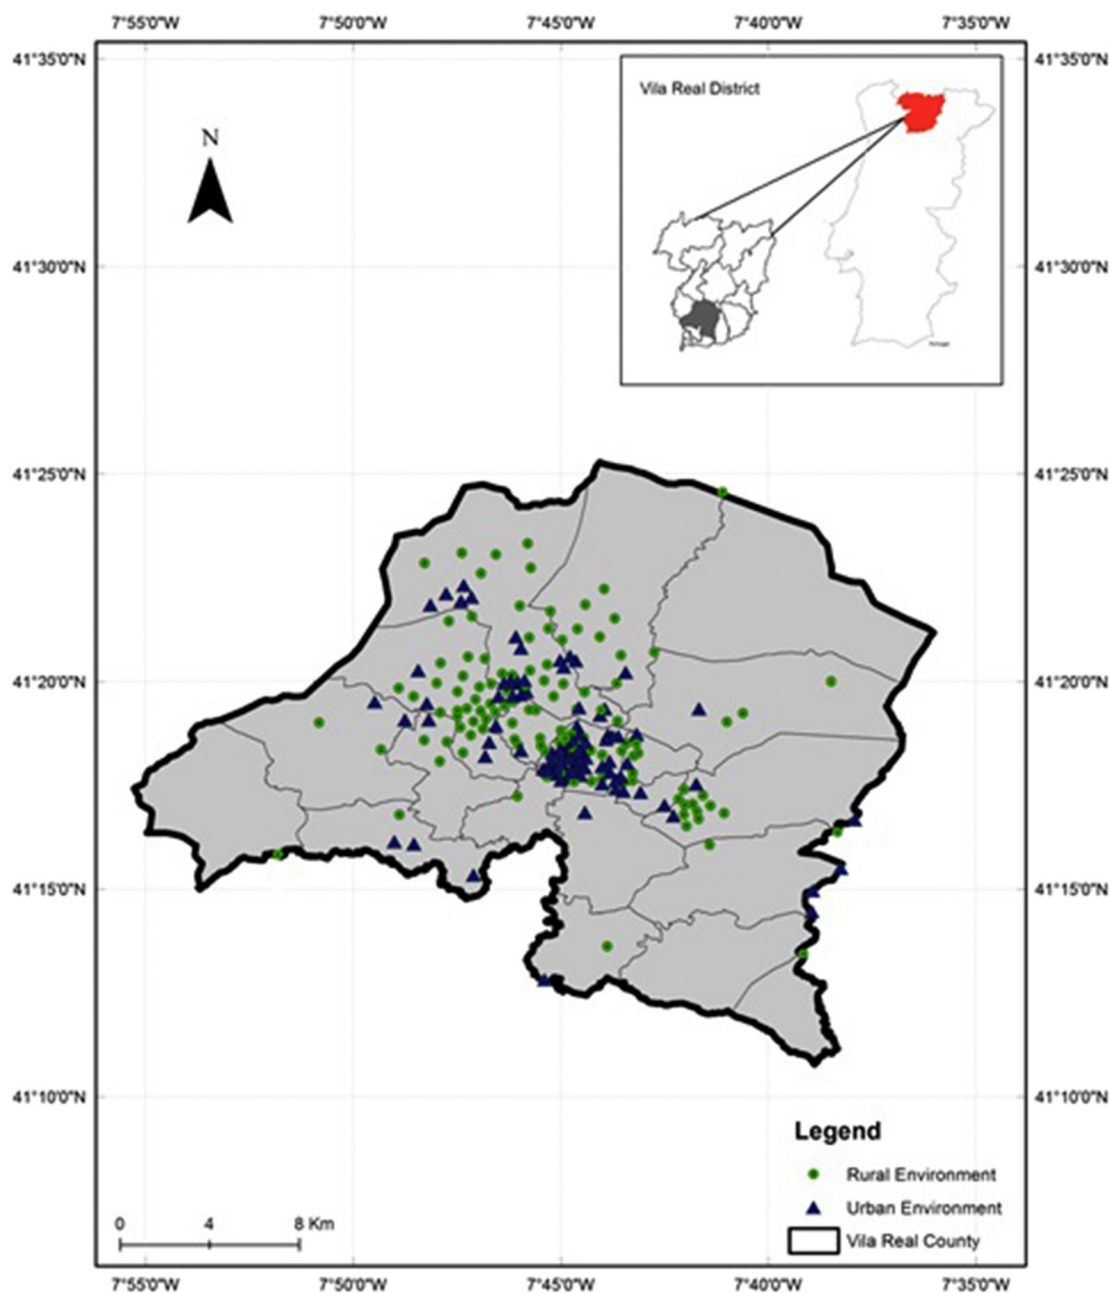 7°55'0"W 7°50'0"W 7°45'0"W 7°40'0"W 7°35'0"W
41°35'0"N 41°35'0"N
Vila Real District
N
41°30'0"N 41°30'0"N
Portugal
41°25'0"N 41°25'0"N
41°20'0"N 41°20'0"N
41°15'0"N 41°15'0"N
41°10'0"N 41°10'0"N
Legend
Rural Environment
Urban Environment
Vila Real County
0 4 8 Km
7°55'0"W 7°50'0"W 7°45'0"W 7°40'0"W 7°35'0"W